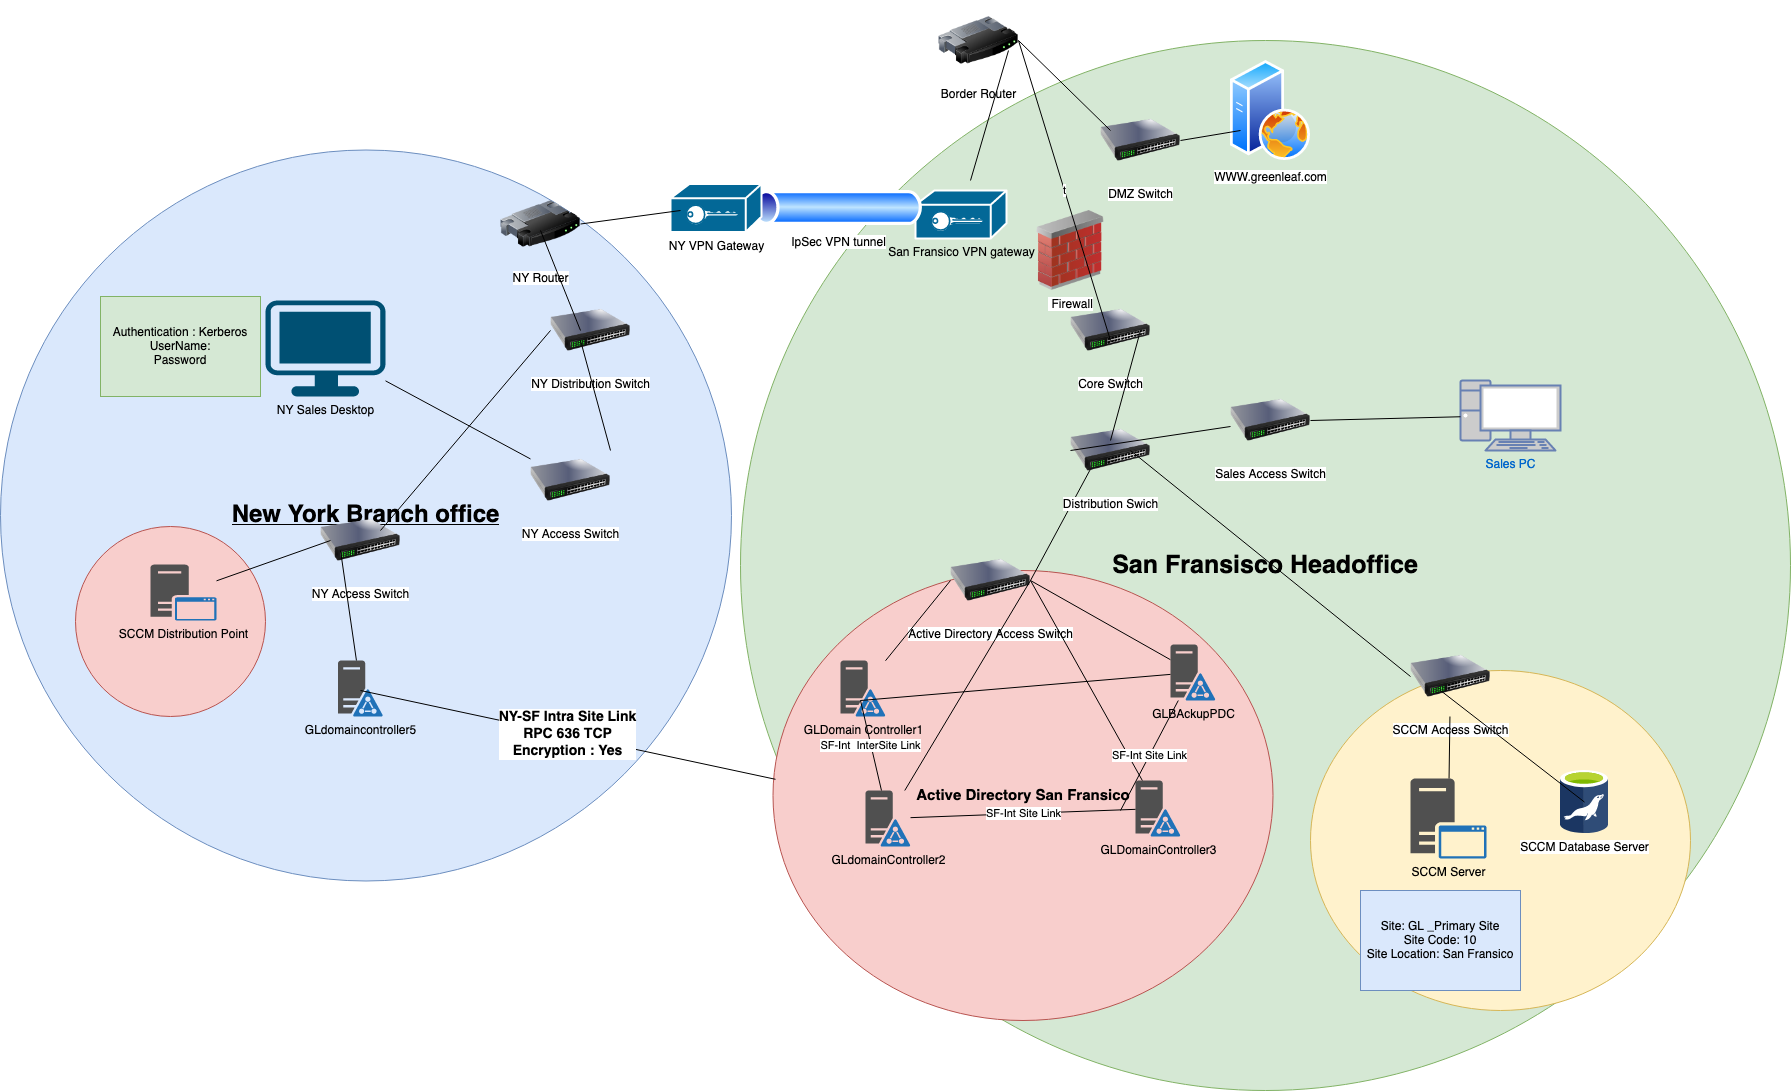 Border Router
WWW.greenleaf.com
DMZ Switch
t
NY VPN Gateway
IpSec VPN tunnel
San Fransico VPN gateway
NY Router
Firewall
Authentication : Kerberos
UserName:
Password
NY Sales Desktop
NY Distribution Switch
Core Switch
Sales PC
Sales Access Switch
Distribution Swich
New York Branch office
NY Access Switch
San Fransisco Headoffice
NY Access Switch
SCCM Distribution Point
Active Directory Access Switch
GLdomaincontroller5
NY-SF Intra Site Link
RPC 636 TCP
Encryption : Yes
GLDomain Controller1
SF-Int  InterSite Link
GLBAckupPDC
SF-Int Site Link
SCCM Access Switch
Active Directory San Fransico
SF-Int Site Link
GLdomainController2
GLDomainController3
SCCM Database Server
SCCM Server
Site: GL _Primary Site
Site Code: 10
Site Location: San Fransico